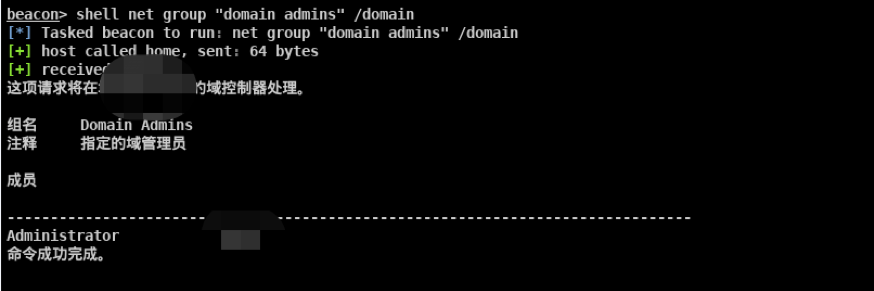 beacon> shell net group "domain admins" /domain
[*] Tasked beacon to run: net group "domain admins" /domain
[+] host called home, sent: 64 bytes
[+] received
这项请求将在 的域控制器处理。
组名 Domain Admins
注释 指定的域管理员
成员
-------------------------------------------------------------------------------
Administrator
命令成功完成。